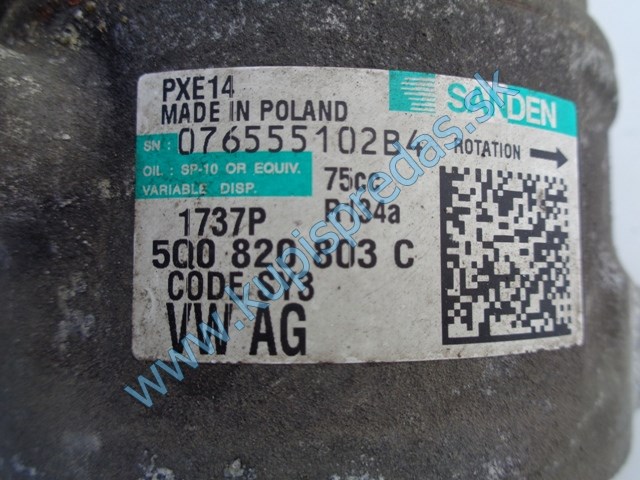 PXE14
SANDEN
MADE IN POLAND
SN : 076555102B4
ROTATION
OIL : SP-10 OR EQUIV.
VARIABLE DISP.
75cc
R134a
1737P
5Q0 820 803 C
CODE SY3
VW AG
www.kupispredas.sk